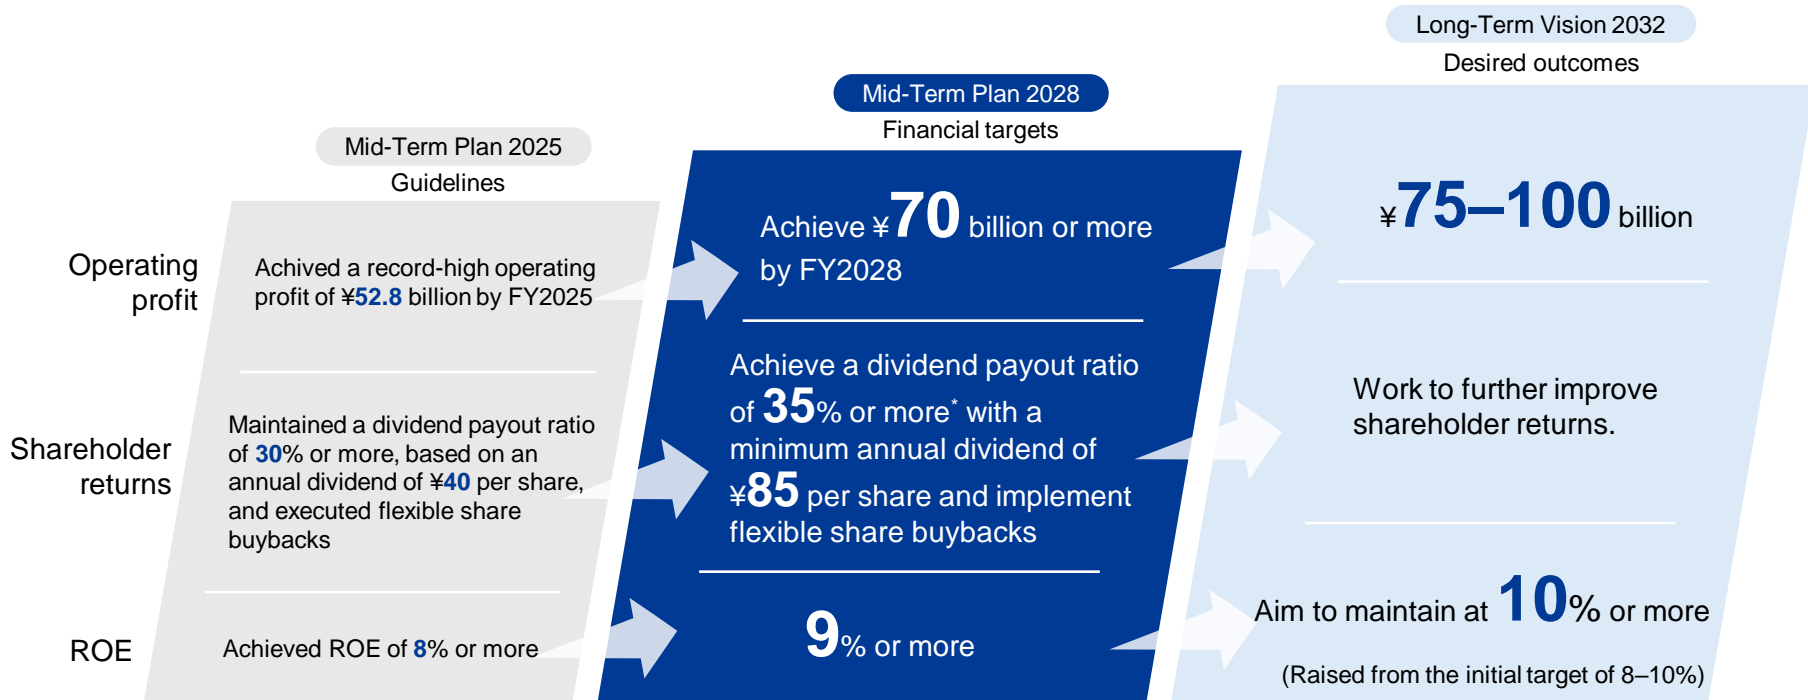 Mid-Term Plan 2025
Guidelines
Mid-Term Plan 2028
Financial targets
Long-Term Vision 2032
Desired outcomes
Operating
profit
Achived a record-high operating
profit of ¥52.8 billion by FY2025
Achieve ¥70 billion or more
by FY2028
¥75–100 billion
Shareholder
returns
Maintained a dividend payout ratio
of 30% or more, based on an
annual dividend of ¥40 per share,
and executed flexible share
buybacks
Achieve a dividend payout ratio
of 35% or more* with a
minimum annual dividend of
¥85 per share and implement
flexible share buybacks
Work to further improve
shareholder returns.
ROE
Achieved ROE of 8% or more
9% or more
Aim to maintain at 10% or more
(Raised from the initial target of 8–10%)